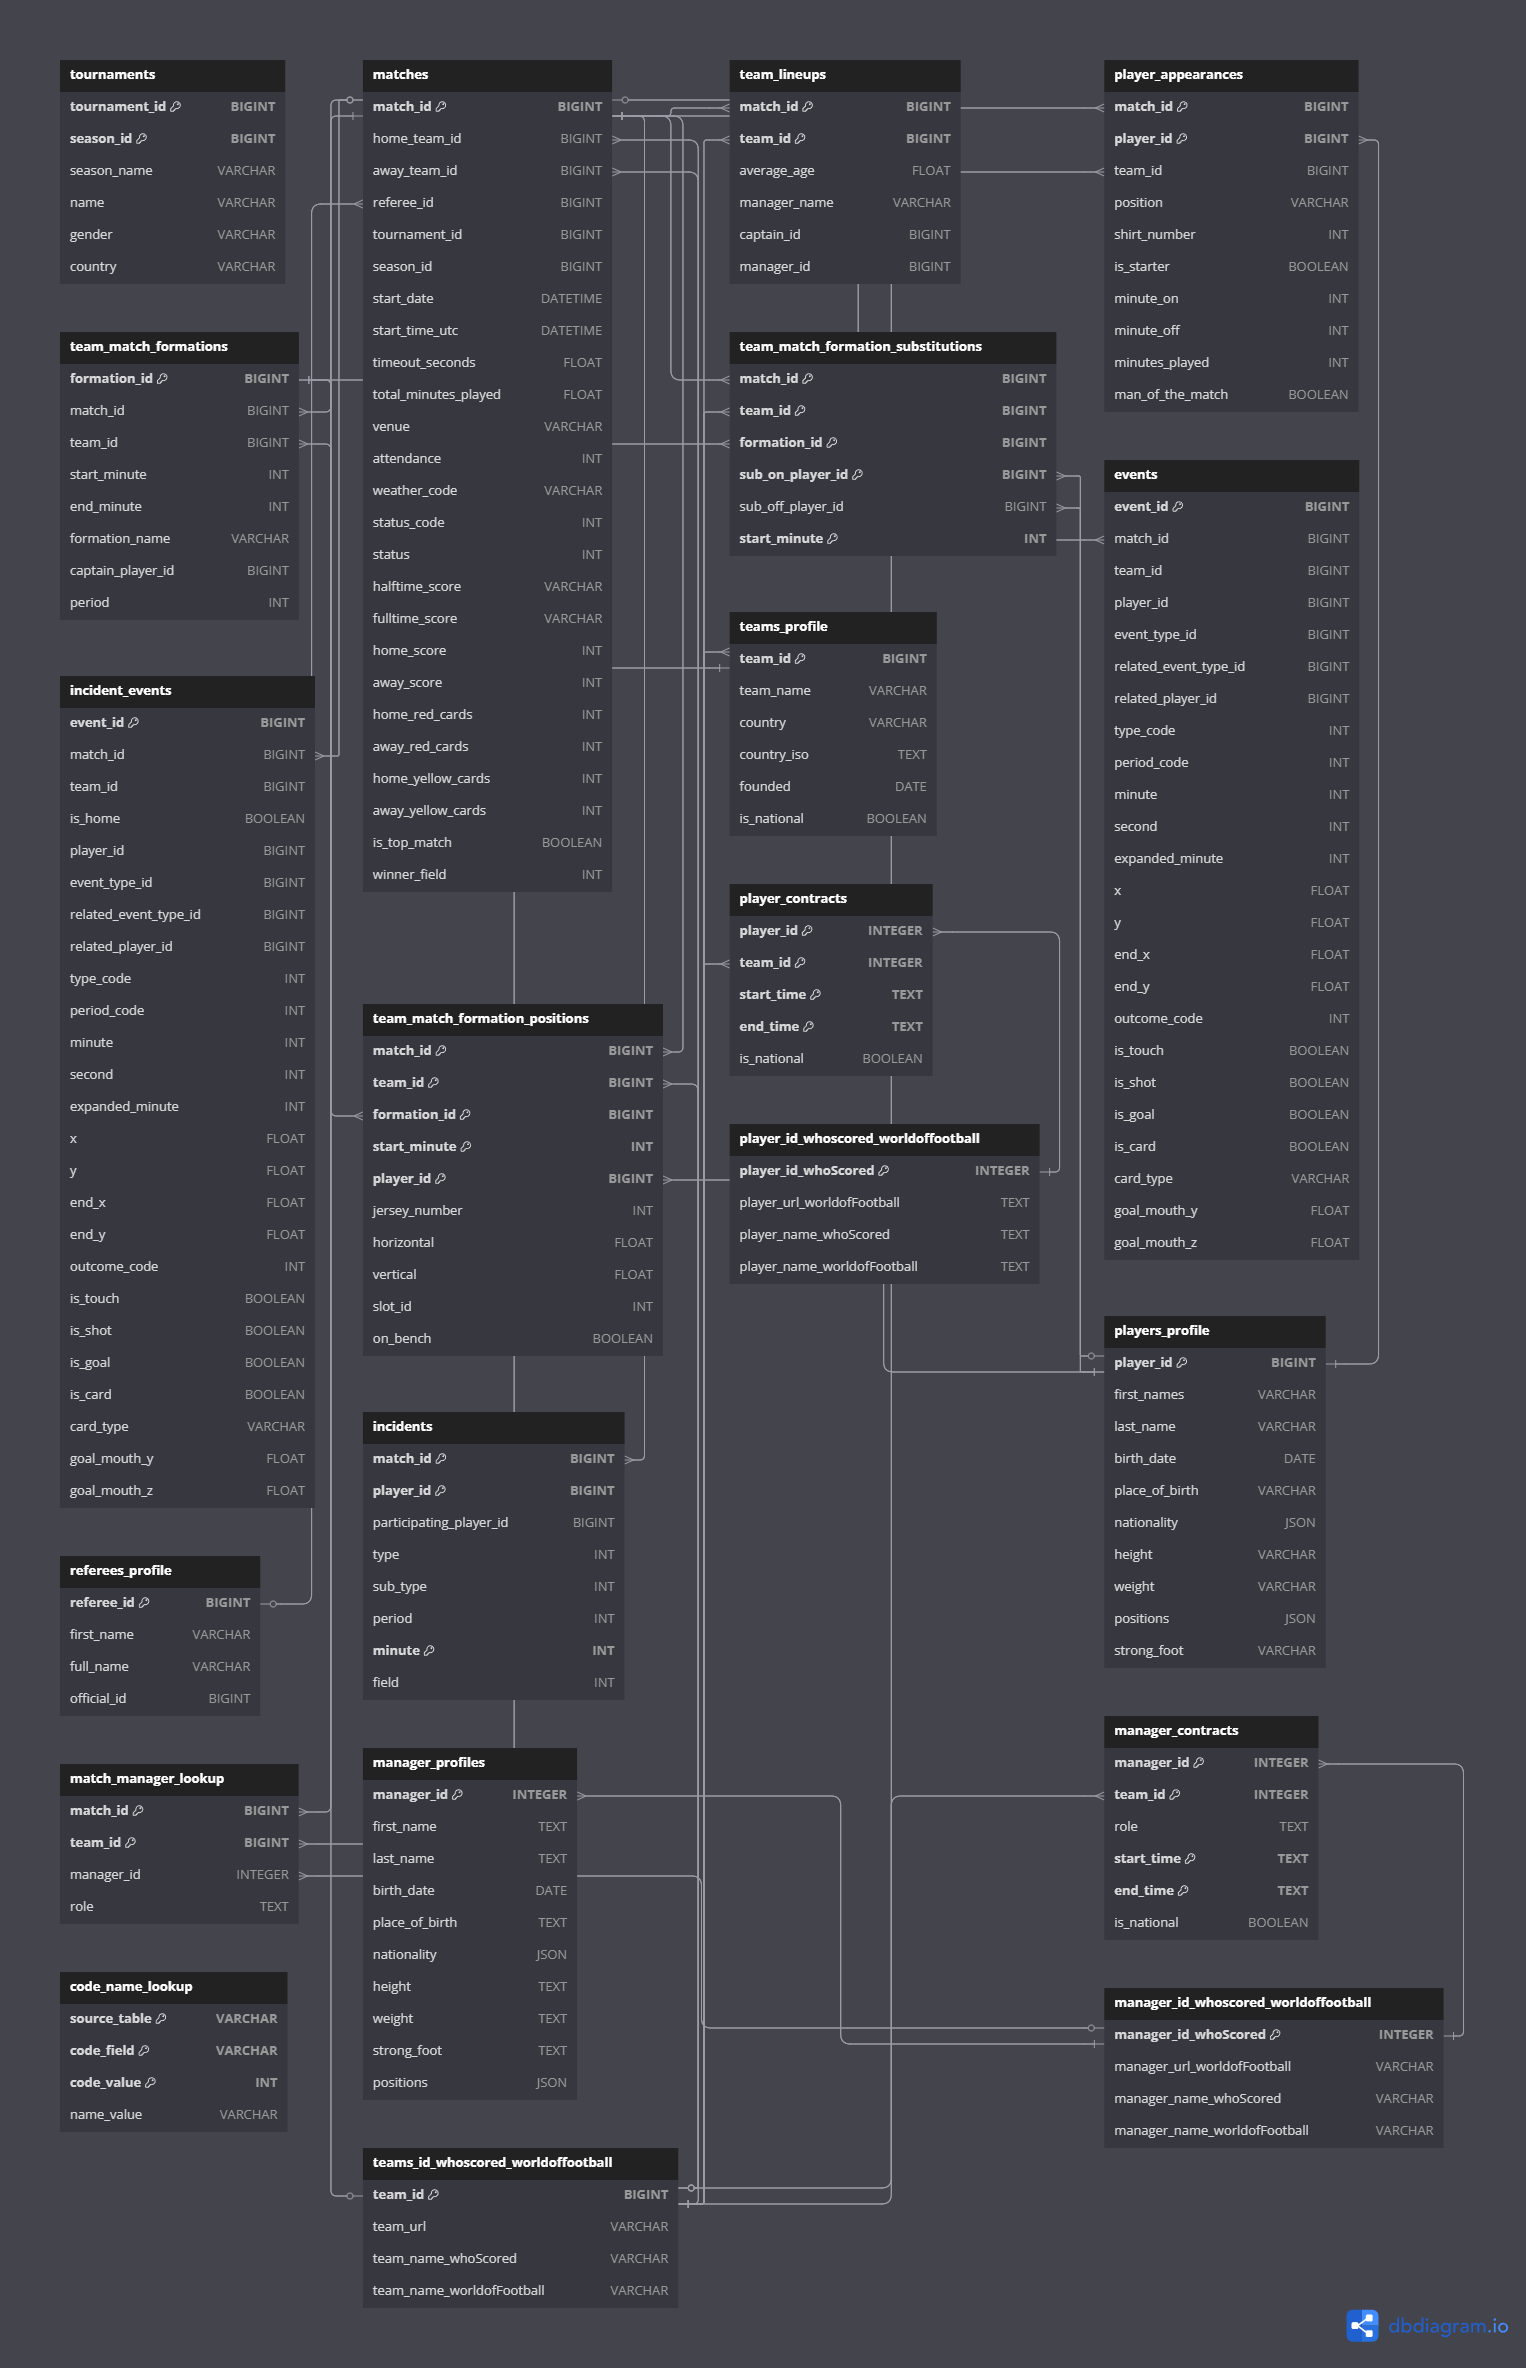 tournaments
tournament_id BIGINT
season_id BIGINT
season_name VARCHAR
name VARCHAR
gender VARCHAR
country VARCHAR
team_match_formations
formation_id BIGINT
match_id BIGINT
team_id BIGINT
start_minute INT
end_minute INT
formation_name VARCHAR
captain_player_id BIGINT
period INT
incident_events
event_id BIGINT
match_id BIGINT
team_id BIGINT
is_home BOOLEAN
player_id BIGINT
event_type_id BIGINT
related_event_type_id BIGINT
related_player_id BIGINT
type_code INT
period_code INT
minute INT
second INT
expanded_minute INT
x FLOAT
y FLOAT
end_x FLOAT
end_y FLOAT
outcome_code INT
is_touch BOOLEAN
is_shot BOOLEAN
is_goal BOOLEAN
is_card BOOLEAN
card_type VARCHAR
goal_mouth_y FLOAT
goal_mouth_z FLOAT
referees_profile
referee_id BIGINT
first_name VARCHAR
full_name VARCHAR
official_id BIGINT
match_manager_lookup
match_id BIGINT
team_id BIGINT
manager_id INTEGER
role TEXT
code_name_lookup
source_table VARCHAR
code_field VARCHAR
code_value INT
name_value VARCHAR
matches
match_id BIGINT
home_team_id BIGINT
away_team_id BIGINT
referee_id BIGINT
tournament_id BIGINT
season_id BIGINT
start_date DATETIME
start_time_utc DATETIME
timeout_seconds FLOAT
total_minutes_played FLOAT
venue VARCHAR
attendance INT
weather_code VARCHAR
status_code INT
status INT
halftime_score VARCHAR
fulltime_score VARCHAR
home_score INT
away_score INT
home_red_cards INT
away_red_cards INT
home_yellow_cards INT
away_yellow_cards INT
is_top_match BOOLEAN
winner_field INT
team_match_formation_positions
match_id BIGINT
team_id BIGINT
formation_id BIGINT
start_minute INT
player_id BIGINT
jersey_number INT
horizontal FLOAT
vertical FLOAT
slot_id INT
on_bench BOOLEAN
incidents
match_id BIGINT
player_id BIGINT
participating_player_id BIGINT
type INT
sub_type INT
period INT
minute INT
field INT
manager_profiles
manager_id INTEGER
first_name TEXT
last_name TEXT
birth_date DATE
place_of_birth TEXT
nationality JSON
height TEXT
weight TEXT
strong_foot TEXT
positions JSON
teams_id_whoscored_worldoffootball
team_id BIGINT
team_url VARCHAR
team_name_whoScored VARCHAR
team_name_worldofFootball VARCHAR
team_lineups
match_id BIGINT
team_id BIGINT
average_age FLOAT
manager_name VARCHAR
captain_id BIGINT
manager_id BIGINT
team_match_formation_substitutions
match_id BIGINT
team_id BIGINT
formation_id BIGINT
sub_on_player_id BIGINT
sub_off_player_id BIGINT
start_minute INT
teams_profile
team_id BIGINT
team_name VARCHAR
country VARCHAR
country_iso TEXT
founded DATE
is_national BOOLEAN
player_contracts
player_id INTEGER
team_id INTEGER
start_time TEXT
end_time TEXT
is_national BOOLEAN
player_id_whoscored_worldoffootball
player_id_whoScored INTEGER
player_url_worldofFootball TEXT
player_name_whoScored TEXT
player_name_worldofFootball TEXT
player_appearances
match_id BIGINT
player_id BIGINT
team_id BIGINT
position VARCHAR
shirt_number INT
is_starter BOOLEAN
minute_on INT
minute_off INT
minutes_played INT
man_of_the_match BOOLEAN
events
event_id BIGINT
match_id BIGINT
team_id BIGINT
player_id BIGINT
event_type_id BIGINT
related_event_type_id BIGINT
related_player_id BIGINT
type_code INT
period_code INT
minute INT
second INT
expanded_minute INT
x FLOAT
y FLOAT
end_x FLOAT
end_y FLOAT
outcome_code INT
is_touch BOOLEAN
is_shot BOOLEAN
is_goal BOOLEAN
is_card BOOLEAN
card_type VARCHAR
goal_mouth_y FLOAT
goal_mouth_z FLOAT
players_profile
player_id BIGINT
first_names VARCHAR
last_name VARCHAR
birth_date DATE
place_of_birth VARCHAR
nationality JSON
height VARCHAR
weight VARCHAR
positions JSON
strong_foot VARCHAR
manager_contracts
manager_id INTEGER
team_id INTEGER
role TEXT
start_time TEXT
end_time TEXT
is_national BOOLEAN
manager_id_whoscored_worldoffootball
manager_id_whoScored INTEGER
manager_url_worldofFootball VARCHAR
manager_name_whoScored VARCHAR
manager_name_worldofFootball VARCHAR
dbdiagram.io